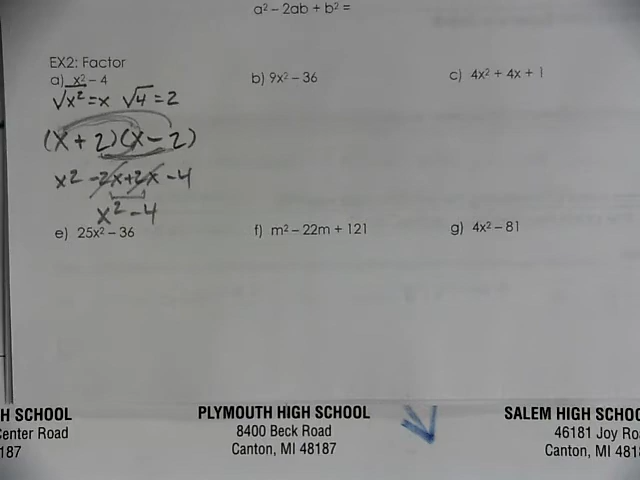 a² – 2ab + b² =
EX2: Factor
a) x² – 4
b) 9x² – 36
c) 4x² + 4x + 1
√x² = x √4 = 2
(x + 2)(x – 2)
x² – 2x + 2x – 4
x² – 4
e) 25x² – 36
f) m² – 22m + 121
g) 4x² – 81
H SCHOOL
Center Road
187
PLYMOUTH HIGH SCHOOL
8400 Beck Road
Canton, MI 48187
SALEM HIGH SCHOO
46181 Joy Ro
Canton, MI 481